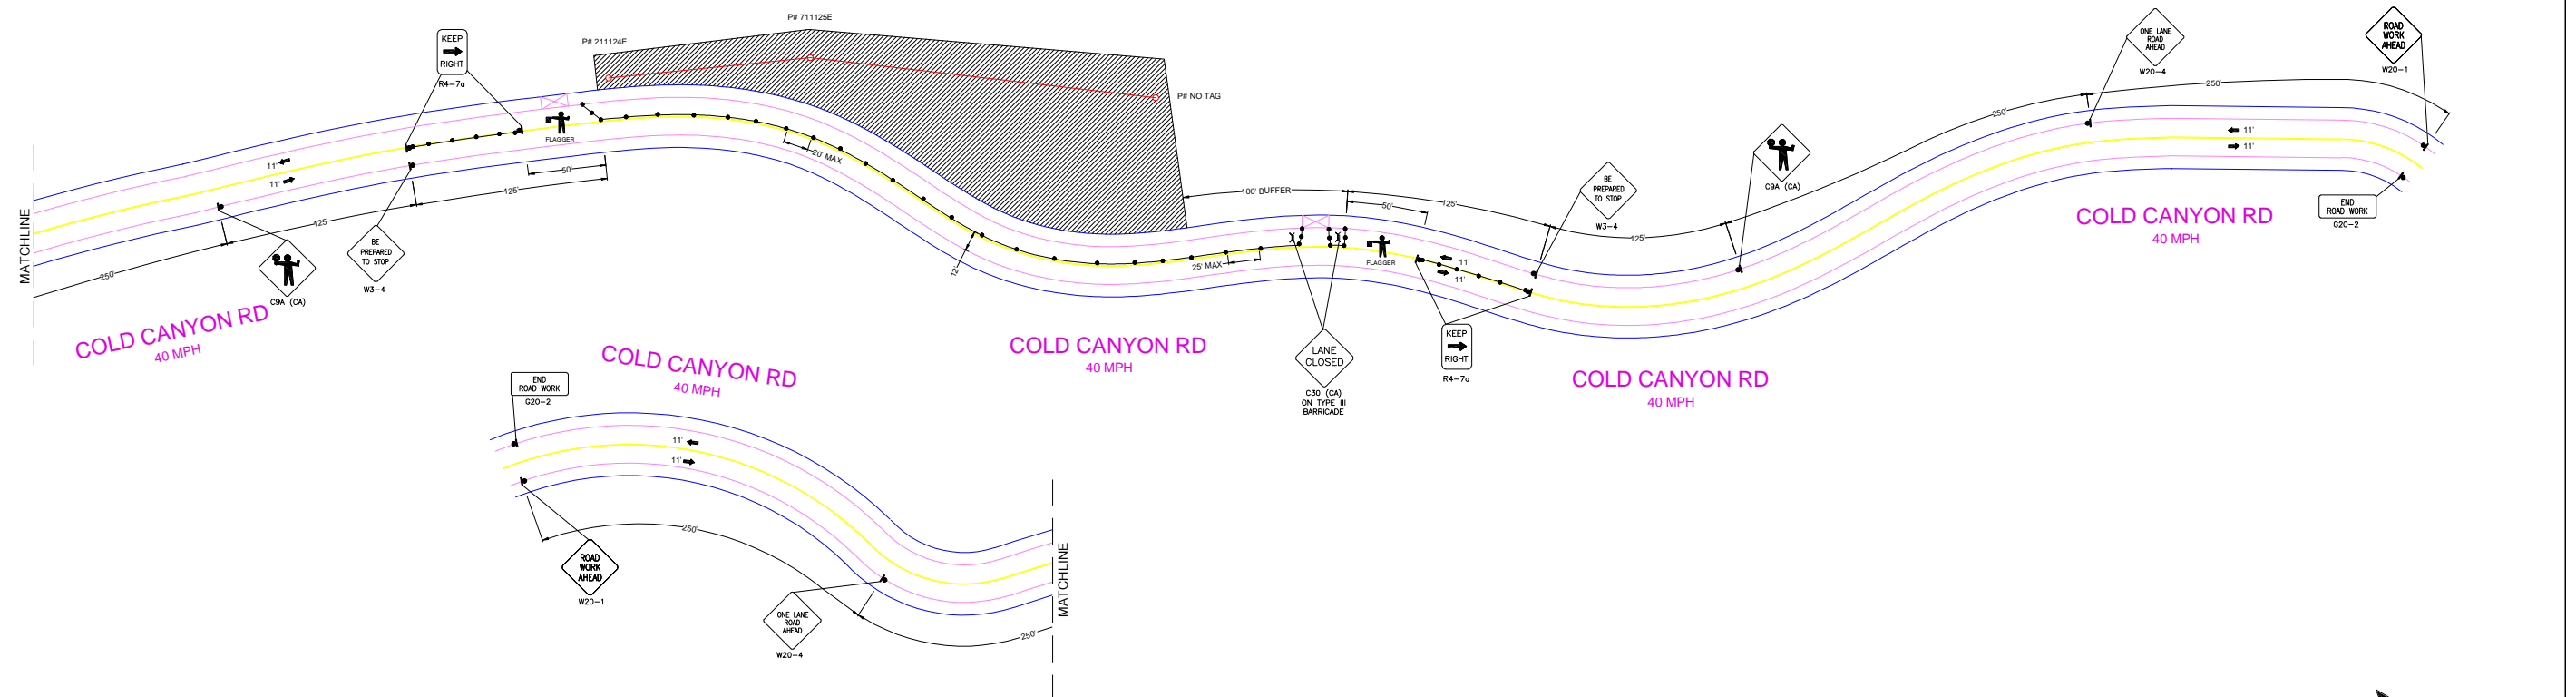 P# 711125E
P# 211124E
P# NO TAG
KEEP
RIGHT
R4-7a
FLAGGER
11'
11'
50'
125'
125'
250'
MATCHLINE
C9A (CA)
BE
PREPARED
TO STOP
W3-4
COLD CANYON RD
40 MPH
20' MAX
12'
25' MAX
100' BUFFER
50'
125'
125'
FLAGGER
11'
11'
BE
PREPARED
TO STOP
W3-4
C9A (CA)
250'
250'
ONE LANE
ROAD
AHEAD
W20-4
ROAD
WORK
AHEAD
W20-1
11'
11'
END
ROAD WORK
G20-2
COLD CANYON RD
40 MPH
COLD CANYON RD
40 MPH
LANE
CLOSED
C30 (CA)
ON TYPE III
BARRICADE
KEEP
RIGHT
R4-7a
COLD CANYON RD
40 MPH
COLD CANYON RD
40 MPH
END
ROAD WORK
G20-2
11'
11'
250'
ROAD
WORK
AHEAD
W20-1
ONE LANE
ROAD
AHEAD
W20-4
250'
MATCHLINE